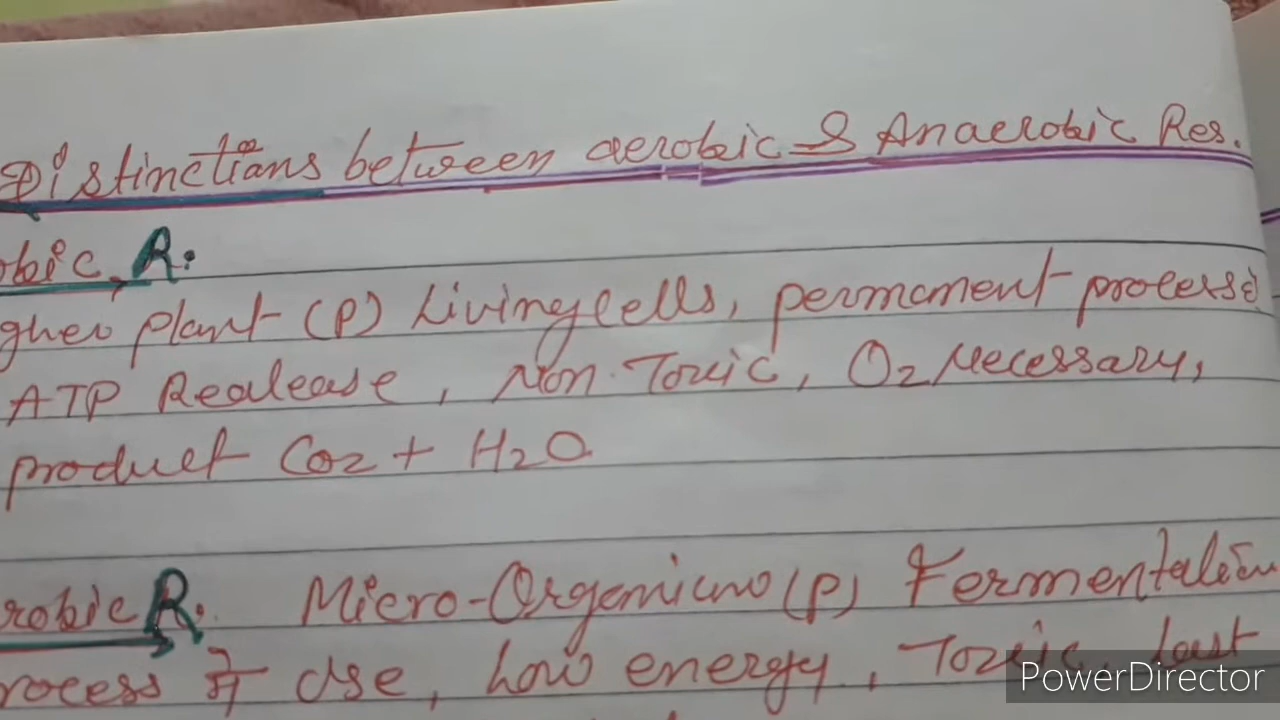 Distinctions between aerobic & Anaerobic Res.
obic R.
gher plant (P) Living cells, permanent process
ATP Realease, Non-Toxic, O2 Necessary,
product CO2 + H2O
robic R. Micro-Organisms (P) Fermentation
rocess में Use, Low energy, Toxic,
PowerDirector